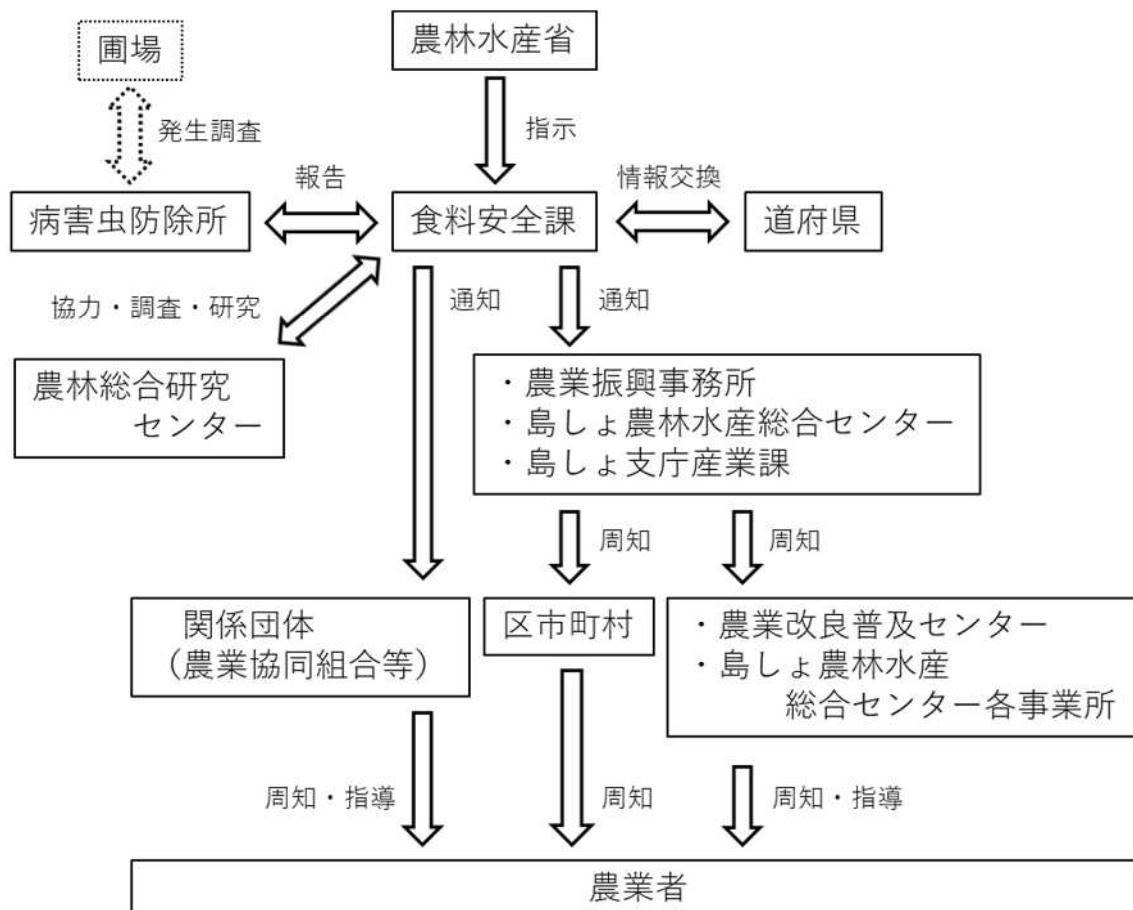 圃場
農林水産省
発生調査
指示
報告
情報交換
病害虫防除所
食料安全課
道府県
協力・調査・研究
通知
通知
農林総合研究
センター
・農業振興事務所
・島しょ農林水産総合センター
・島しょ支庁産業課
周知
周知
関係団体
（農業協同組合等）
区市町村
・農業改良普及センター
・島しょ農林水産
総合センター各事業所
周知・指導
周知
周知・指導
農業者